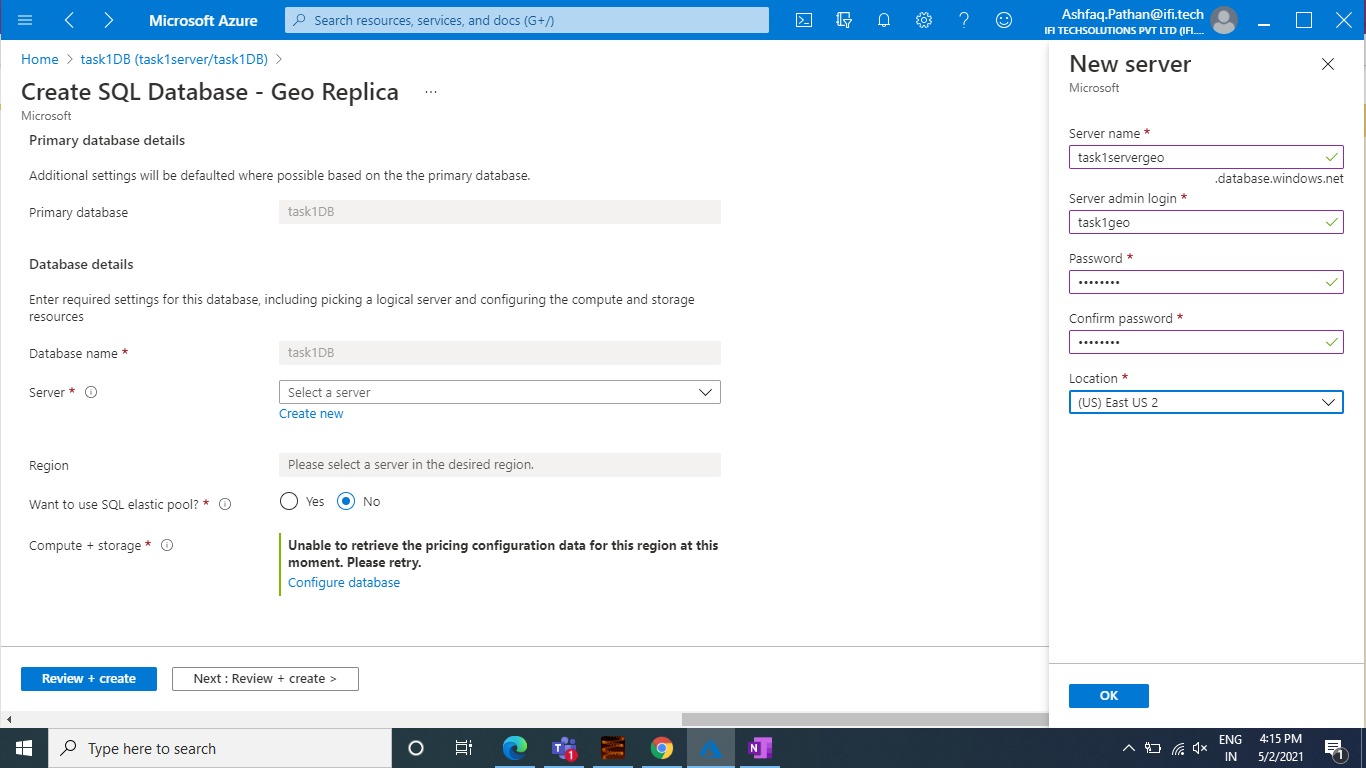 Microsoft Azure
Search resources, services, and docs (G+/)
Ashfaq.Pathan@ifi.tech
IFI TECHSOLUTIONS PVT LTD (IFI....
Home > task1DB (task1server/task1DB) >
Create SQL Database - Geo Replica ...
Microsoft
Primary database details
Additional settings will be defaulted where possible based on the the primary database.
Primary database
task1DB
Database details
Enter required settings for this database, including picking a logical server and configuring the compute and storage
resources
Database name *
task1DB
Server *
Select a server
Create new
Region
Please select a server in the desired region.
Want to use SQL elastic pool? *
Yes
No
Compute + storage *
Unable to retrieve the pricing configuration data for this region at this
moment. Please retry.
Configure database
Review + create
Next : Review + create >
New server
Microsoft
Server name *
task1servergeo
.database.windows.net
Server admin login *
task1geo
Password *
••••••••
Confirm password *
••••••••
Location *
(US) East US 2
OK
Type here to search
1
ENG
IN
4:15 PM
5/2/2021
1